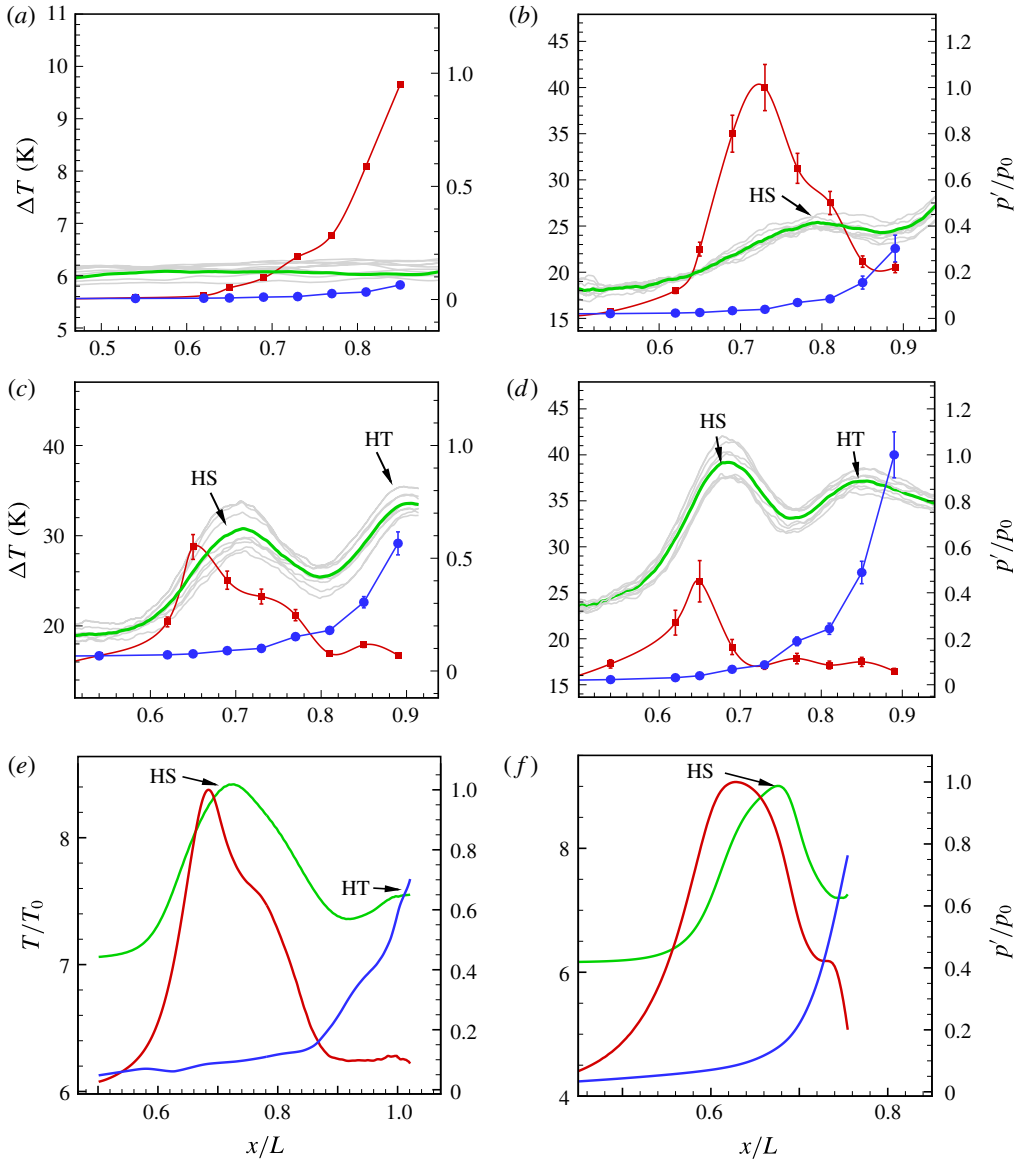 (a)
11
10
9
8
7
6
5
ΔT (K)
1.0
0.5
0
0.5 0.6 0.7 0.8
(b)
45
40
35
30
25
20
15
HS
1.2
1.0
0.8
0.6
0.4
0.2
0
p′/p0
0.6 0.7 0.8 0.9
(c)
40
30
20
ΔT (K)
HS
HT
1.0
0.5
0
0.6 0.7 0.8 0.9
(d)
45
40
35
30
25
20
15
HS
HT
1.2
1.0
0.8
0.6
0.4
0.2
0
p′/p0
0.6 0.7 0.8 0.9
(e)
8
7
6
T/T0
HS
HT
1.0
0.8
0.6
0.4
0.2
0
0.6 0.8 1.0
x/L
(f)
8
6
4
HS
1.0
0.8
0.6
0.4
0.2
0
p′/p0
0.6 0.8
x/L